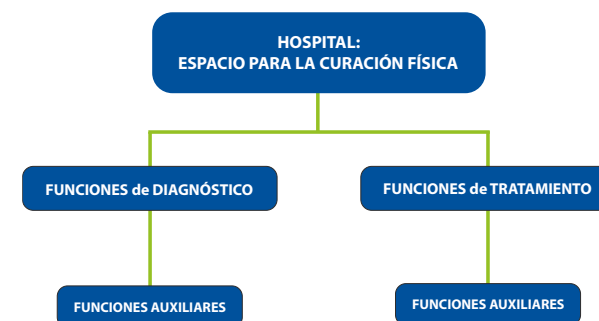 HOSPITAL:
ESPACIO PARA LA CURACIÓN FÍSICA
FUNCIONES de DIAGNÓSTICO
FUNCIONES de TRATAMIENTO
FUNCIONES AUXILIARES
FUNCIONES AUXILIARES